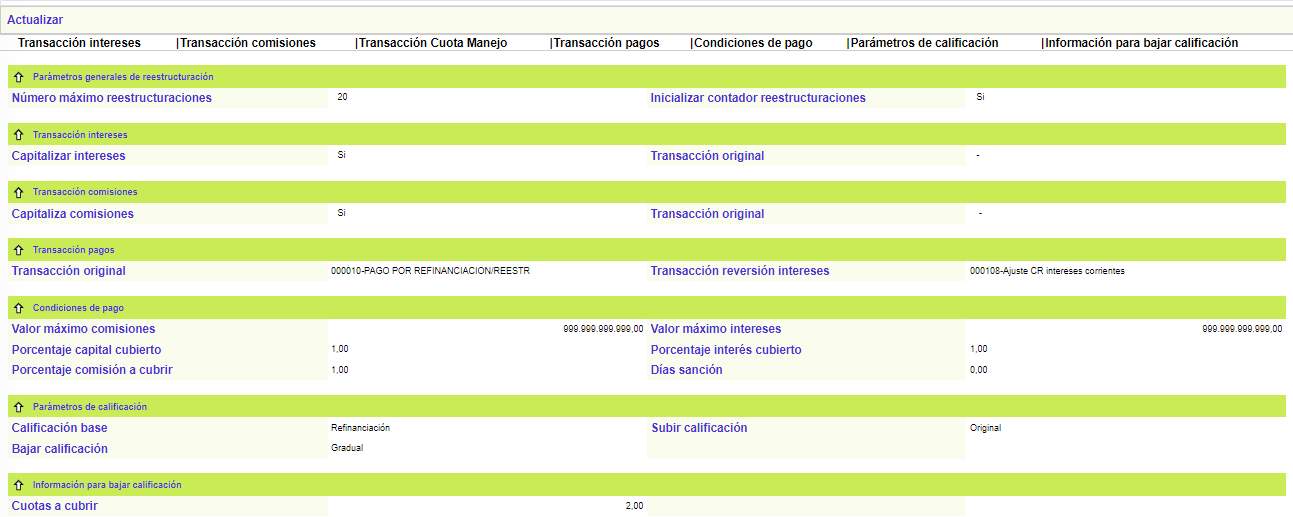 Actualizar
Transacción intereses |Transacción comisiones |Transacción Cuota Manejo |Transacción pagos |Condiciones de pago |Parámetros de calificación |Información para bajar calificación
Parámetros generales de reestructuración
Número máximo reestructuraciones 20 Inicializar contador reestructuraciones Si
Transacción intereses
Capitalizar intereses Si Transacción original -
Transacción comisiones
Capitaliza comisiones Si Transacción original -
Transacción pagos
Transacción original 000010-PAGO POR REFINANCIACION/REESTR Transacción reversión intereses 000108-Ajuste CR intereses corrientes
Condiciones de pago
Valor máximo comisiones 999.999.999.999,00 Valor máximo intereses 999.999.999.999,00
Porcentaje capital cubierto 1,00 Porcentaje interés cubierto 1,00
Porcentaje comisión a cubrir 1,00 Días sanción 0,00
Parámetros de calificación
Calificación base Refinanciación Subir calificación Original
Bajar calificación Gradual
Información para bajar calificación
Cuotas a cubrir 2,00